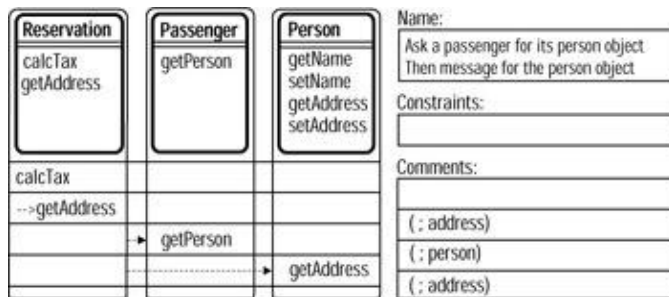 Reservation
calcTax
getAddress
Passenger
getPerson
Person
getName
setName
getAddress
setAddress
Name:
Ask a passenger for its person object
Then message for the person object
Constraints:
Comments:
calcTax
-->getAddress
( ; address)
getPerson
( ; person)
getAddress
( ; address)